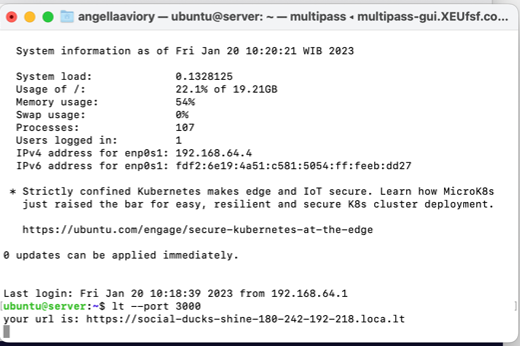 angellaaviory — ubuntu@server: ~ — multipass ◂ multipass-gui.XEUfsf.co...
System information as of Fri Jan 20 10:20:21 WIB 2023
System load: 0.1328125
Usage of /: 22.1% of 19.21GB
Memory usage: 54%
Swap usage: 0%
Processes: 107
Users logged in: 1
IPv4 address for enp0s1: 192.168.64.4
IPv6 address for enp0s1: fdf2:6e19:4a51:c581:5054:ff:feeb:dd27
* Strictly confined Kubernetes makes edge and IoT secure. Learn how MicroK8s
just raised the bar for easy, resilient and secure K8s cluster deployment.
https://ubuntu.com/engage/secure-kubernetes-at-the-edge
0 updates can be applied immediately.
Last login: Fri Jan 20 10:18:39 2023 from 192.168.64.1
[ubuntu@server:~$ lt --port 3000 ]
your url is: https://social-ducks-shine-180-242-192-218.loca.lt